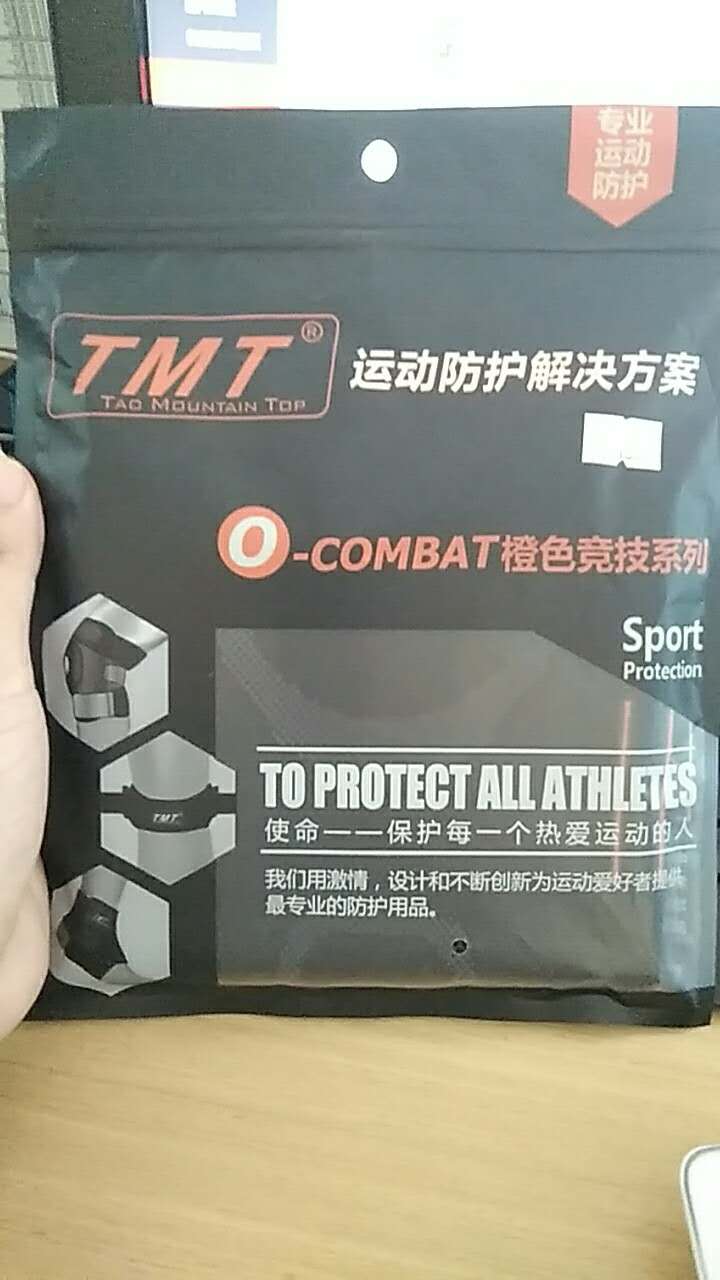 专业
运动
防护
TMT®
TAO MOUNTAIN TOP
运动防护解决方案
O-COMBAT橙色竞技系列
Sport
Protection
TMT
TO PROTECT ALL ATHLETES
使命——保护每一个热爱运动的人
我们用激情，设计和不断创新为运动爱好者提供
最专业的防护用品。